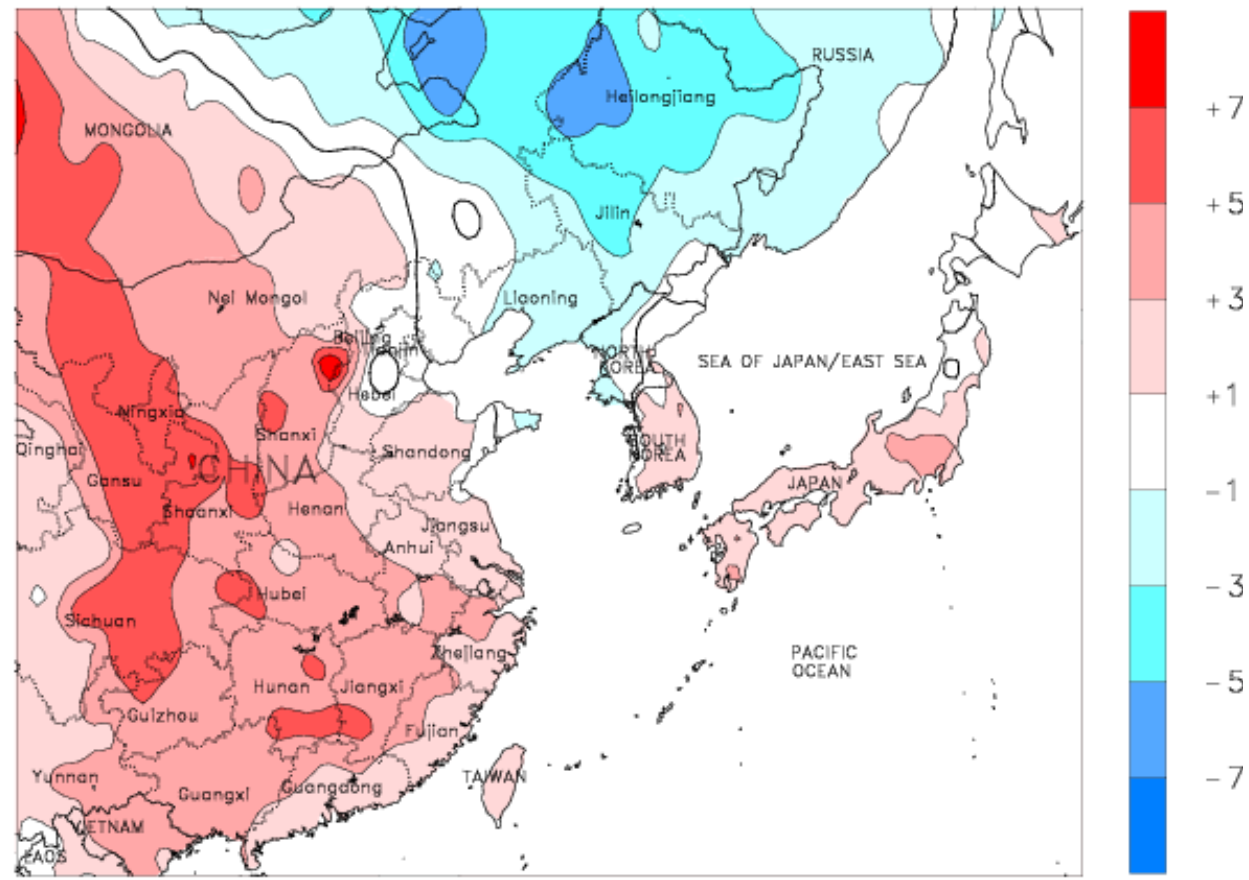 RUSSIA
Heilongjiang
MONGOLIA
Jilin
Nei Mongol
Liaoning
Beijing
Tianjin
Hebei
NORTH
KOREA
SEA OF JAPAN/EAST SEA
Ningxia
Shanxi
Qinghai
Gansu
CHINA
Shandong
SOUTH
KOREA
JAPAN
Shaanxi
Henan
Jiangsu
Anhui
Hubei
Sichuan
Zhejiang
PACIFIC
OCEAN
Hunan
Jiangxi
Guizhou
Fujian
Yunnan
Guangxi
Guangdong
TAIWAN
VIETNAM
LAOS
+7
+5
+3
+1
-1
-3
-5
-7